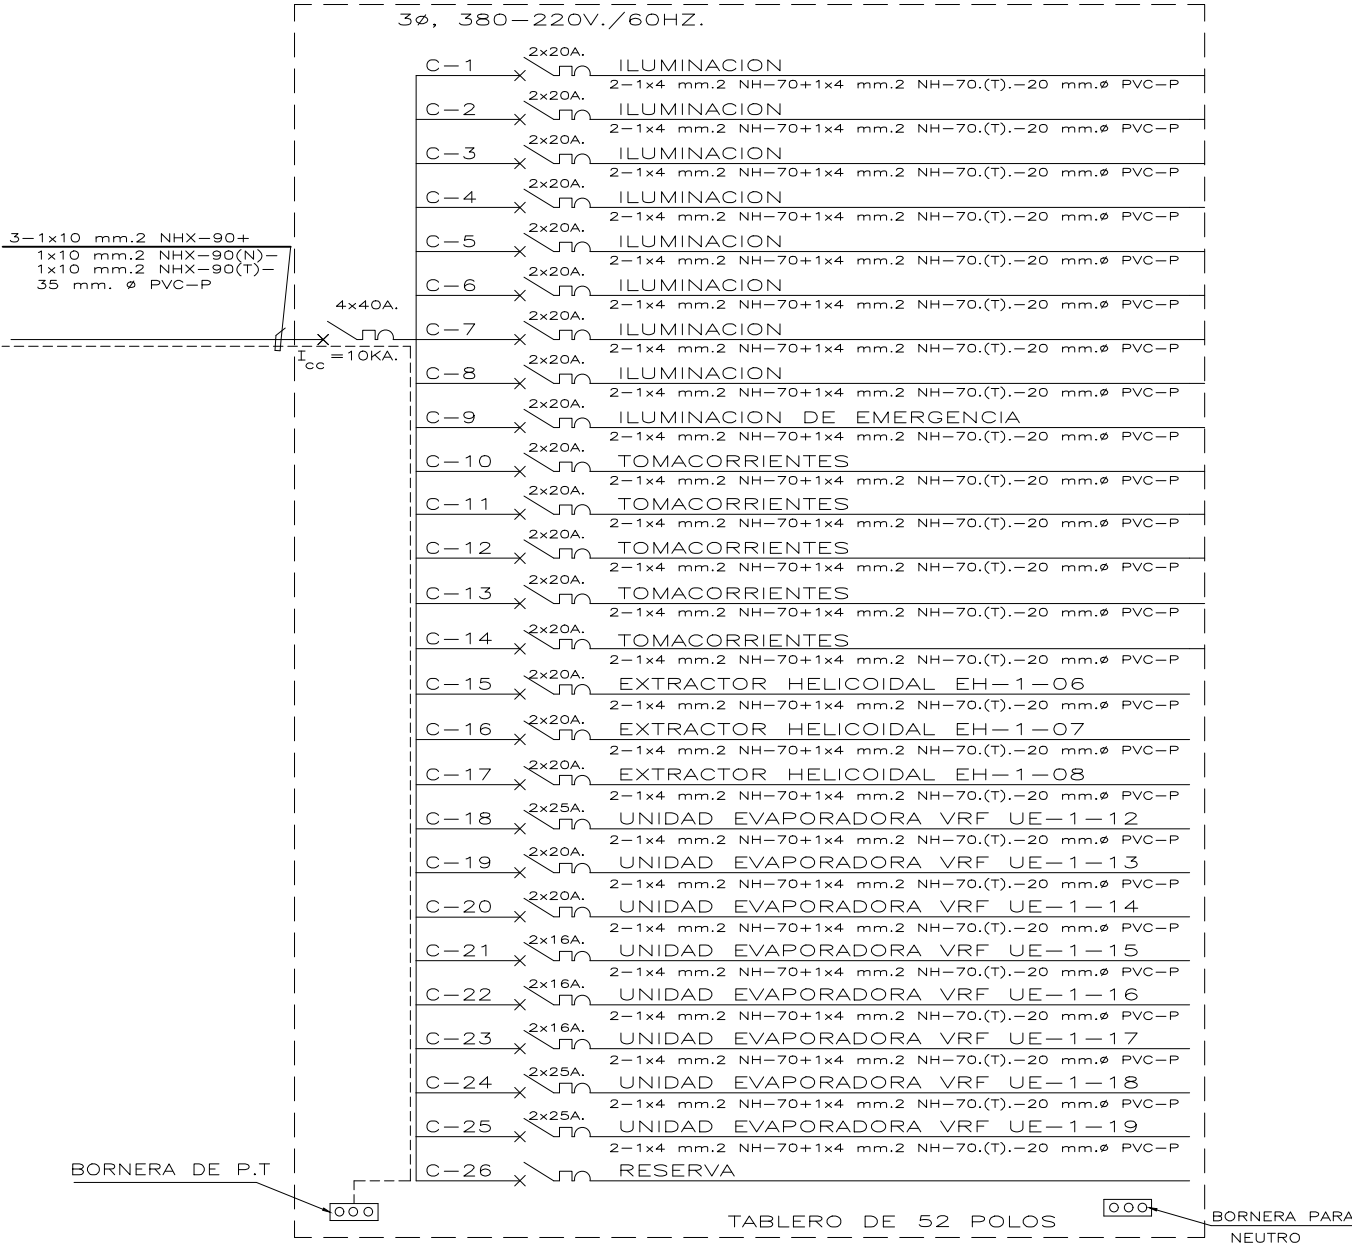 3ø, 380-220V./60HZ.
C-1 2x20A. ILUMINACION
2-1x4 mm.2 NH-70+1x4 mm.2 NH-70.(T).-20 mm.ø PVC-P
C-2 2x20A. ILUMINACION
2-1x4 mm.2 NH-70+1x4 mm.2 NH-70.(T).-20 mm.ø PVC-P
C-3 2x20A. ILUMINACION
2-1x4 mm.2 NH-70+1x4 mm.2 NH-70.(T).-20 mm.ø PVC-P
C-4 2x20A. ILUMINACION
2-1x4 mm.2 NH-70+1x4 mm.2 NH-70.(T).-20 mm.ø PVC-P
3-1x10 mm.2 NHX-90+
1x10 mm.2 NHX-90(N)-
1x10 mm.2 NHX-90(T)-
35 mm. ø PVC-P
C-5 2x20A. ILUMINACION
2-1x4 mm.2 NH-70+1x4 mm.2 NH-70.(T).-20 mm.ø PVC-P
C-6 2x20A. ILUMINACION
2-1x4 mm.2 NH-70+1x4 mm.2 NH-70.(T).-20 mm.ø PVC-P
4x40A.
Icc=10KA.
C-7 2x20A. ILUMINACION
2-1x4 mm.2 NH-70+1x4 mm.2 NH-70.(T).-20 mm.ø PVC-P
C-8 2x20A. ILUMINACION
2-1x4 mm.2 NH-70+1x4 mm.2 NH-70.(T).-20 mm.ø PVC-P
C-9 2x20A. ILUMINACION DE EMERGENCIA
2-1x4 mm.2 NH-70+1x4 mm.2 NH-70.(T).-20 mm.ø PVC-P
C-10 2x20A. TOMACORRIENTES
2-1x4 mm.2 NH-70+1x4 mm.2 NH-70.(T).-20 mm.ø PVC-P
C-11 2x20A. TOMACORRIENTES
2-1x4 mm.2 NH-70+1x4 mm.2 NH-70.(T).-20 mm.ø PVC-P
C-12 2x20A. TOMACORRIENTES
2-1x4 mm.2 NH-70+1x4 mm.2 NH-70.(T).-20 mm.ø PVC-P
C-13 2x20A. TOMACORRIENTES
2-1x4 mm.2 NH-70+1x4 mm.2 NH-70.(T).-20 mm.ø PVC-P
C-14 2x20A. TOMACORRIENTES
2-1x4 mm.2 NH-70+1x4 mm.2 NH-70.(T).-20 mm.ø PVC-P
C-15 2x20A. EXTRACTOR HELICOIDAL EH-1-06
2-1x4 mm.2 NH-70+1x4 mm.2 NH-70.(T).-20 mm.ø PVC-P
C-16 2x20A. EXTRACTOR HELICOIDAL EH-1-07
2-1x4 mm.2 NH-70+1x4 mm.2 NH-70.(T).-20 mm.ø PVC-P
C-17 2x20A. EXTRACTOR HELICOIDAL EH-1-08
2-1x4 mm.2 NH-70+1x4 mm.2 NH-70.(T).-20 mm.ø PVC-P
C-18 2x25A. UNIDAD EVAPORADORA VRF UE-1-12
2-1x4 mm.2 NH-70+1x4 mm.2 NH-70.(T).-20 mm.ø PVC-P
C-19 2x20A. UNIDAD EVAPORADORA VRF UE-1-13
2-1x4 mm.2 NH-70+1x4 mm.2 NH-70.(T).-20 mm.ø PVC-P
C-20 2x20A. UNIDAD EVAPORADORA VRF UE-1-14
2-1x4 mm.2 NH-70+1x4 mm.2 NH-70.(T).-20 mm.ø PVC-P
C-21 2x16A. UNIDAD EVAPORADORA VRF UE-1-15
2-1x4 mm.2 NH-70+1x4 mm.2 NH-70.(T).-20 mm.ø PVC-P
C-22 2x16A. UNIDAD EVAPORADORA VRF UE-1-16
2-1x4 mm.2 NH-70+1x4 mm.2 NH-70.(T).-20 mm.ø PVC-P
C-23 2x16A. UNIDAD EVAPORADORA VRF UE-1-17
2-1x4 mm.2 NH-70+1x4 mm.2 NH-70.(T).-20 mm.ø PVC-P
C-24 2x25A. UNIDAD EVAPORADORA VRF UE-1-18
2-1x4 mm.2 NH-70+1x4 mm.2 NH-70.(T).-20 mm.ø PVC-P
C-25 2x25A. UNIDAD EVAPORADORA VRF UE-1-19
2-1x4 mm.2 NH-70+1x4 mm.2 NH-70.(T).-20 mm.ø PVC-P
C-26 RESERVA
BORNERA DE P.T
TABLERO DE 52 POLOS
BORNERA PARA
NEUTRO